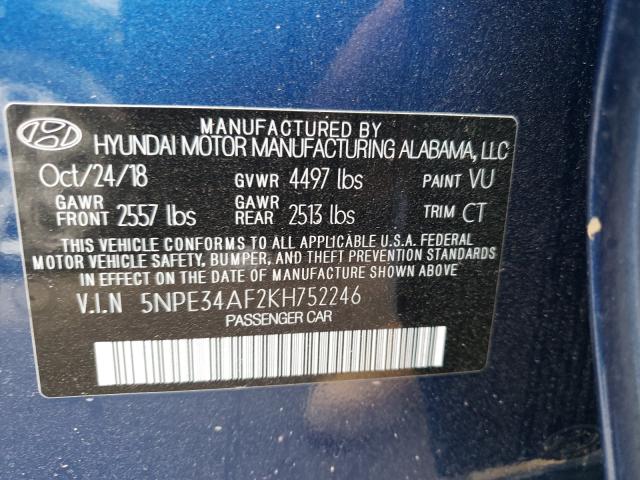 MANUFACTURED BY
HYUNDAI MOTOR MANUFACTURING ALABAMA, LLC
Oct/24/18 GVWR 4497 lbs PAINT VU
GAWR FRONT 2557 lbs GAWR REAR 2513 lbs TRIM CT
THIS VEHICLE CONFORMS TO ALL APPLICABLE U.S.A. FEDERAL
MOTOR VEHICLE SAFETY, BUMPER, AND THEFT PREVENTION STANDARDS
IN EFFECT ON THE DATE OF MANUFACTURE SHOWN ABOVE
V.I.N 5NPE34AF2KH752246
PASSENGER CAR